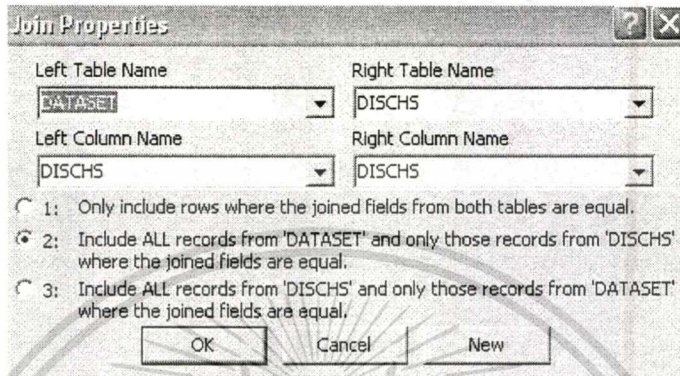 Join Properties
Left Table Name
Right Table Name
DATASET
DISCHS
Left Column Name
Right Column Name
DISCHS
DISCHS
1: Only include rows where the joined fields from both tables are equal.
2: Include ALL records from 'DATASET' and only those records from 'DISCHS'
where the joined fields are equal.
3: Include ALL records from 'DISCHS' and only those records from 'DATASET'
where the joined fields are equal.
OK
Cancel
New